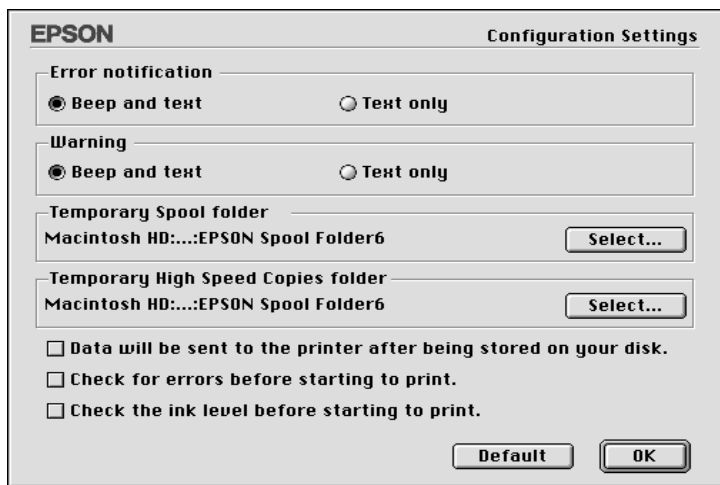 EPSON Configuration Settings
Error notification
Beep and text Text only
Warning
Beep and text Text only
Temporary Spool folder
Macintosh HD:...:EPSON Spool Folder6 Select...
Temporary High Speed Copies folder
Macintosh HD:...:EPSON Spool Folder6 Select...
Data will be sent to the printer after being stored on your disk.
Check for errors before starting to print.
Check the ink level before starting to print.
Default OK